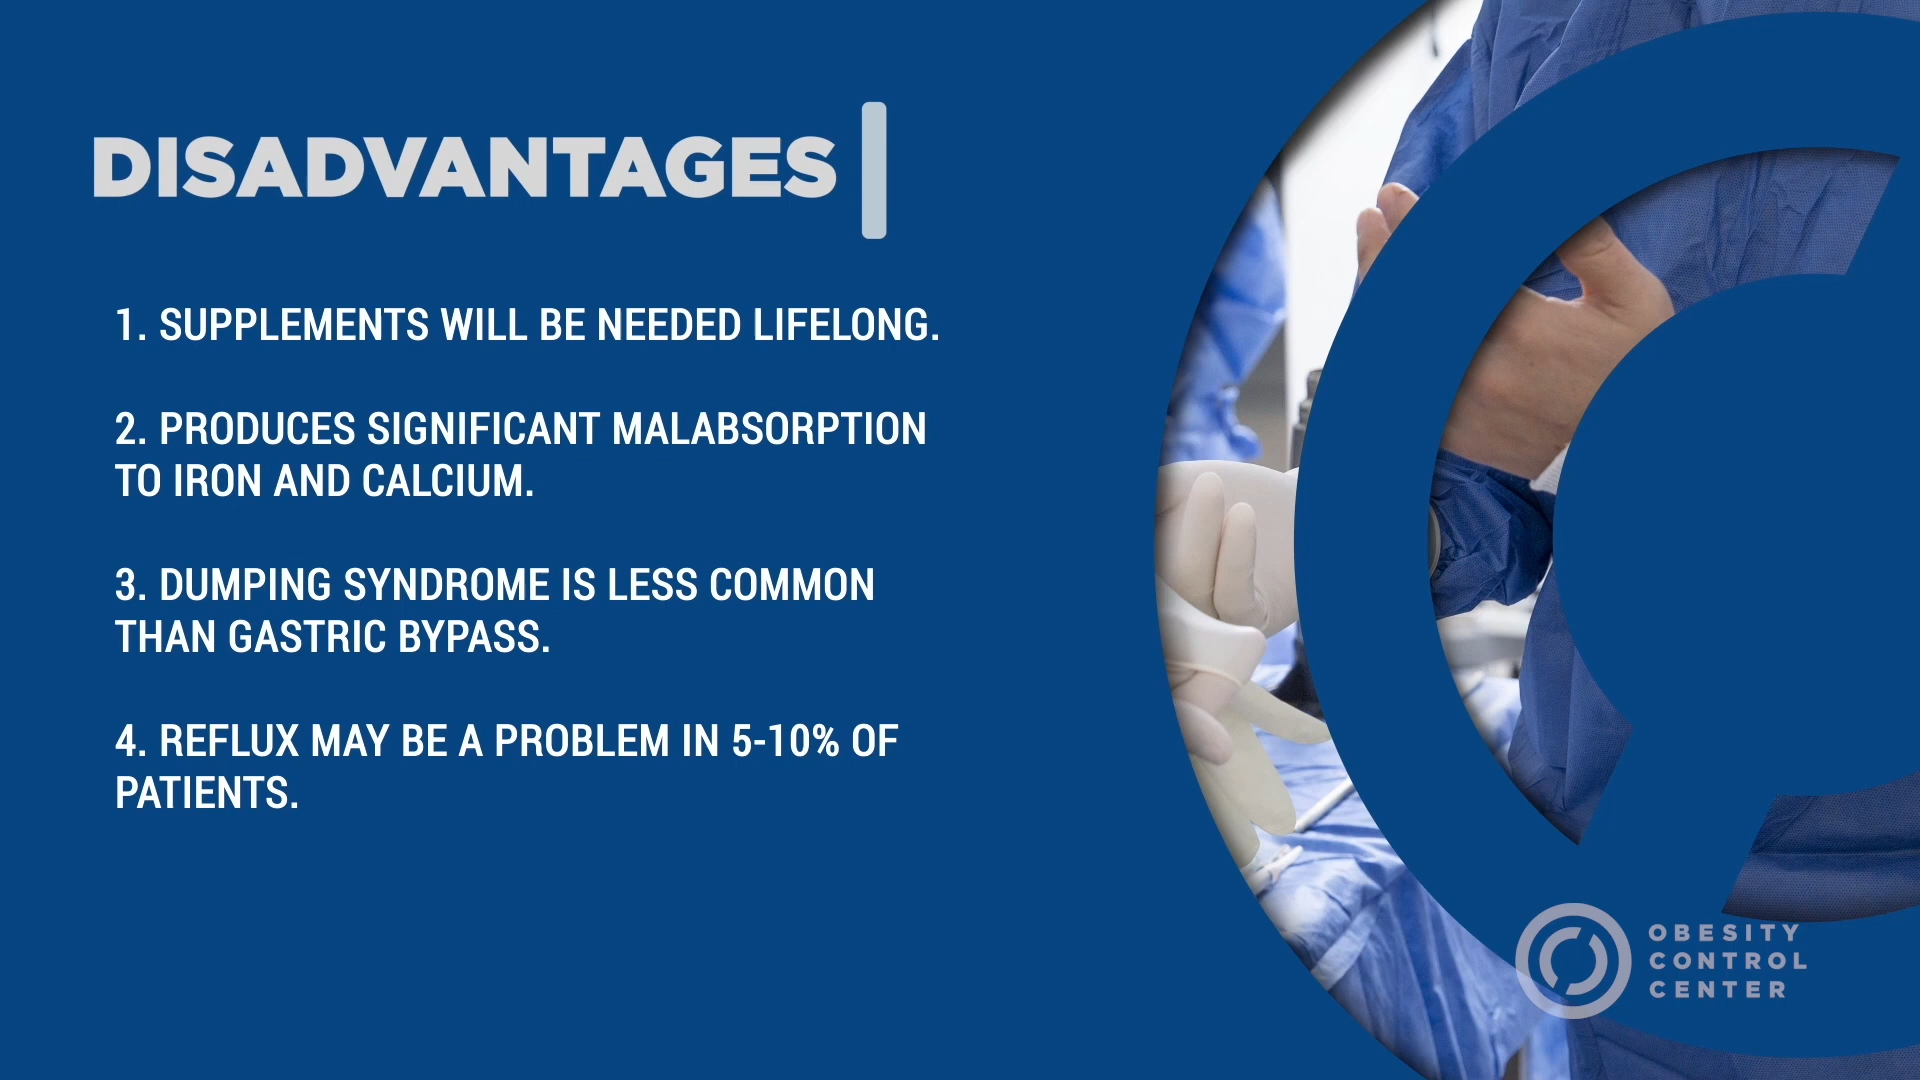 DISADVANTAGES
1. SUPPLEMENTS WILL BE NEEDED LIFELONG.
2. PRODUCES SIGNIFICANT MALABSORPTION
TO IRON AND CALCIUM.
3. DUMPING SYNDROME IS LESS COMMON
THAN GASTRIC BYPASS.
4. REFLUX MAY BE A PROBLEM IN 5-10% OF
PATIENTS.
OBESITY
CONTROL
CENTER